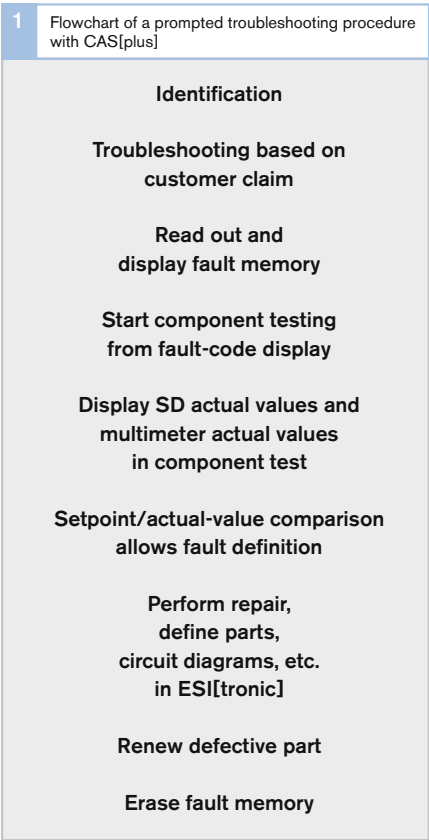 1
Flowchart of a prompted troubleshooting procedure
with CAS[plus]
Identification
Troubleshooting based on
customer claim
Read out and
display fault memory
Start component testing
from fault-code display
Display SD actual values and
multimeter actual values
in component test
Setpoint/actual-value comparison
allows fault definition
Perform repair,
define parts,
circuit diagrams, etc.
in ESI[tronic]
Renew defective part
Erase fault memory